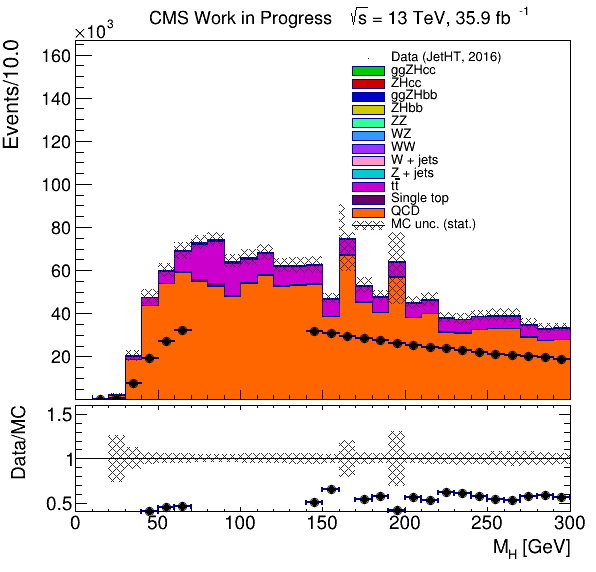 CMS Work in Progress √s = 13 TeV, 35.9 fb⁻¹
×10³
Events/10.0
160
140
120
100
80
60
40
20
Data (JetHT, 2016)
ggZHcc
ZHcc
ggZHbb
ZHbb
ZZ
WZ
WW
W + jets
Z + jets
tt̅
Single top
QCD
MC unc. (stat.)
Data/MC
1.5
1
0.5
0 50 100 150 200 250 300
M_H [GeV]